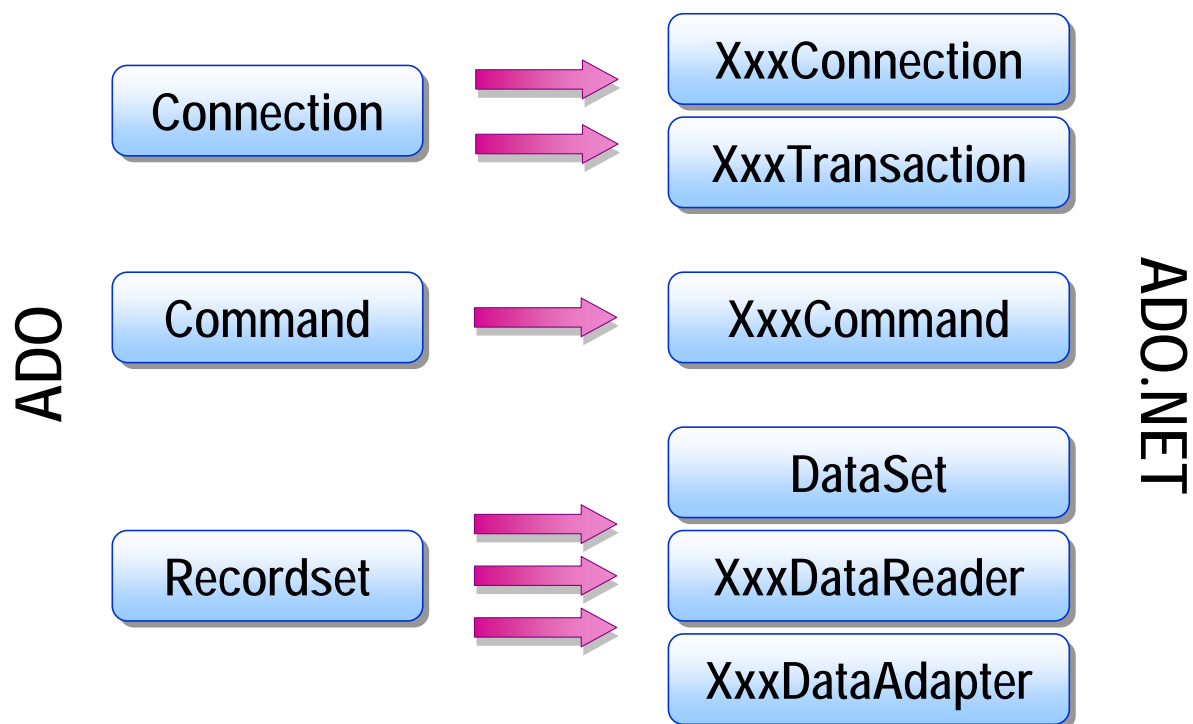 ADO
Connection
XxxConnection
XxxTransaction
Command
XxxCommand
Recordset
DataSet
XxxDataReader
XxxDataAdapter
ADO.NET